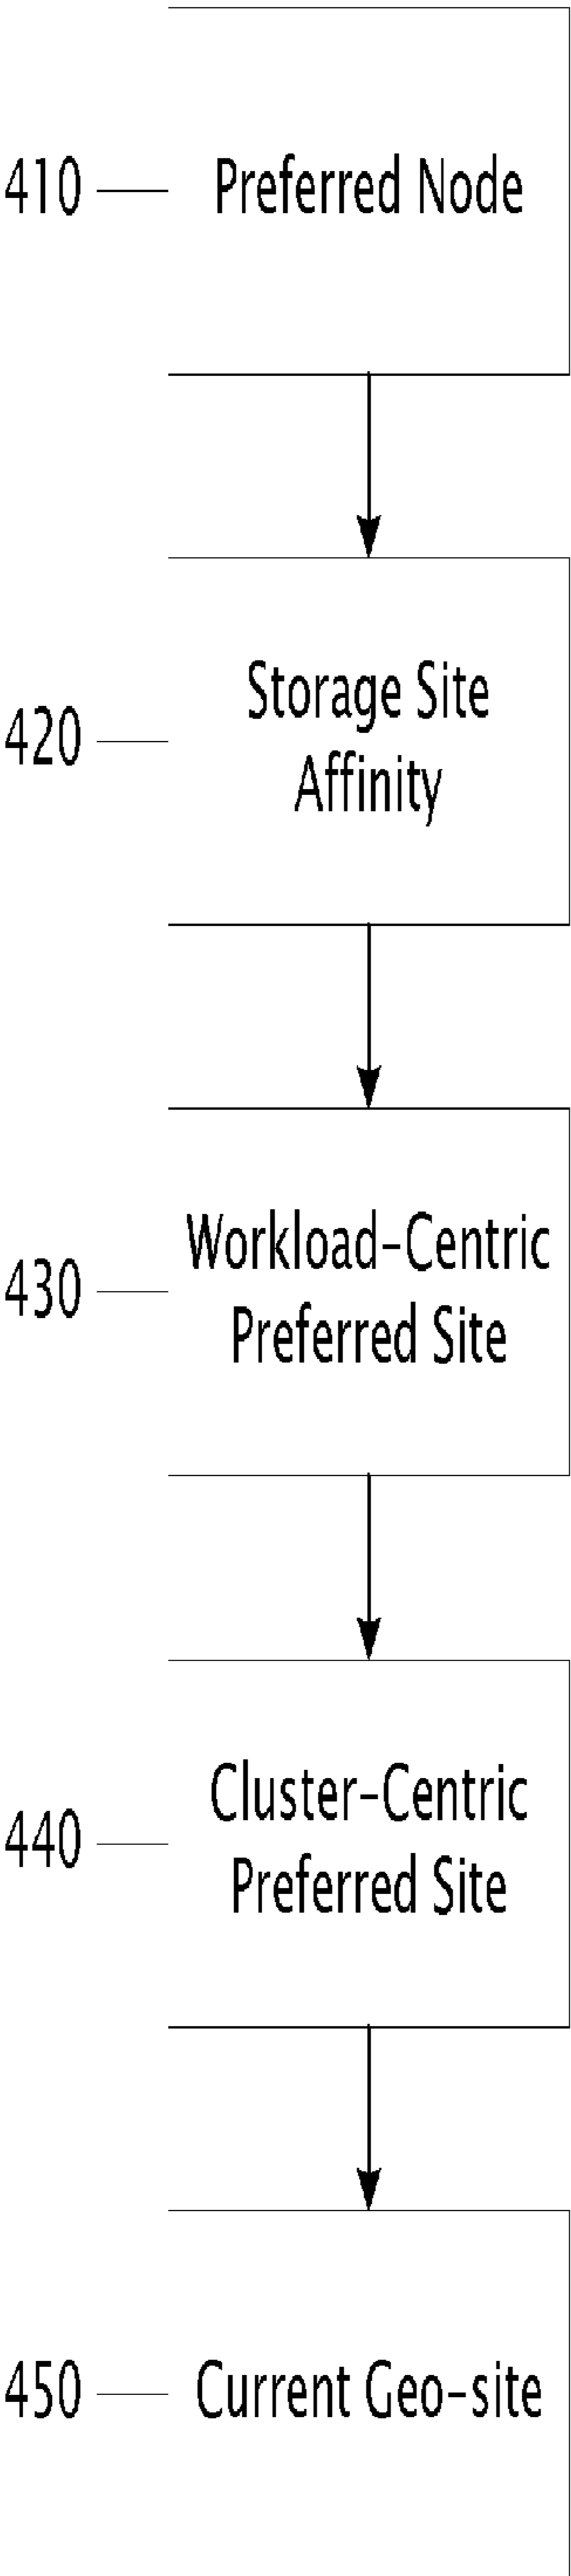 410
Preferred Node
420
Storage Site
Affinity
430
Workload-Centric
Preferred Site
440
Cluster-Centric
Preferred Site
450
Current Geo-site